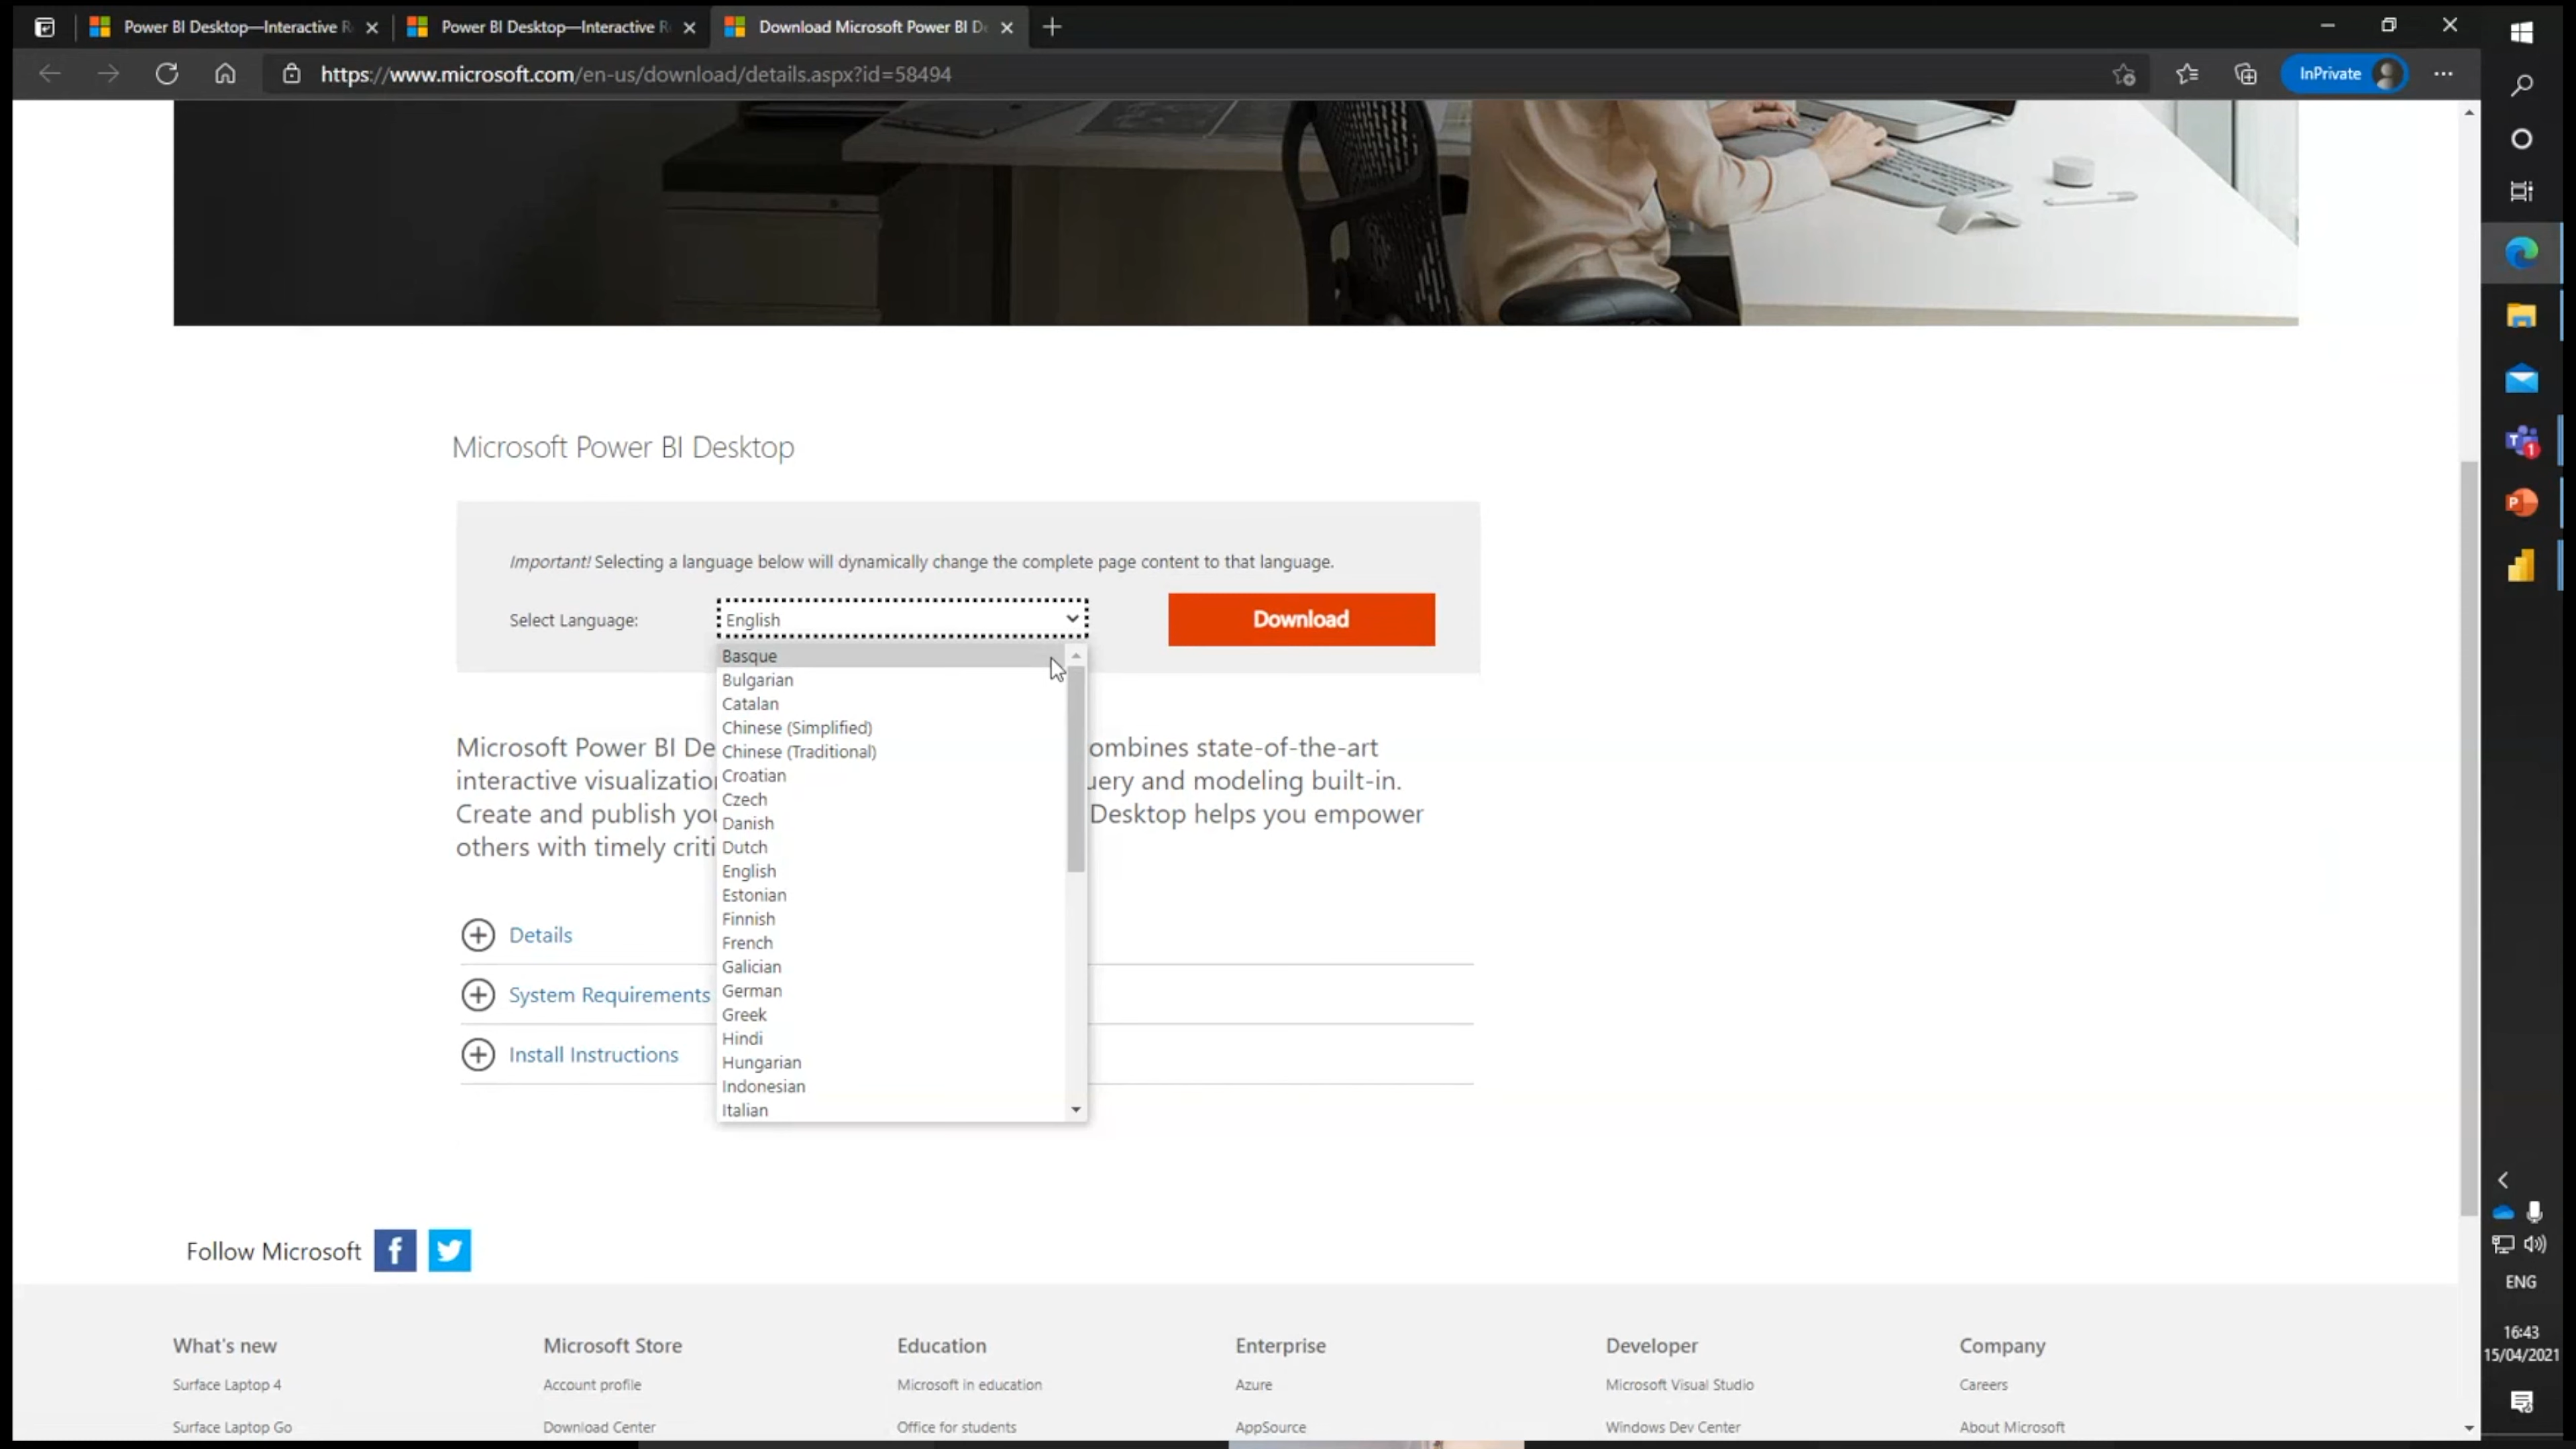 Power BI Desktop—Interactive R
Power BI Desktop—Interactive R
Download Microsoft Power BI D
https://www.microsoft.com/en-us/download/details.aspx?id=58494
InPrivate
Microsoft Power BI Desktop
Important! Selecting a language below will dynamically change the complete page content to that language.
Select Language:
English
Download
Basque
Bulgarian
Catalan
Chinese (Simplified)
Chinese (Traditional)
Croatian
Czech
Danish
Dutch
English
Estonian
Finnish
French
Galician
German
Greek
Hindi
Hungarian
Indonesian
Italian
Microsoft Power BI De ombines state-of-the-art
interactive visualization uery and modeling built-in.
Create and publish you Desktop helps you empower
others with timely criti
Details
System Requirements
Install Instructions
Follow Microsoft
What's new
Surface Laptop 4
Surface Laptop Go
Microsoft Store
Account profile
Download Center
Education
Microsoft in education
Office for students
Enterprise
Azure
AppSource
Developer
Microsoft Visual Studio
Windows Dev Center
Company
Careers
About Microsoft
1
ENG
16:43
15/04/2021